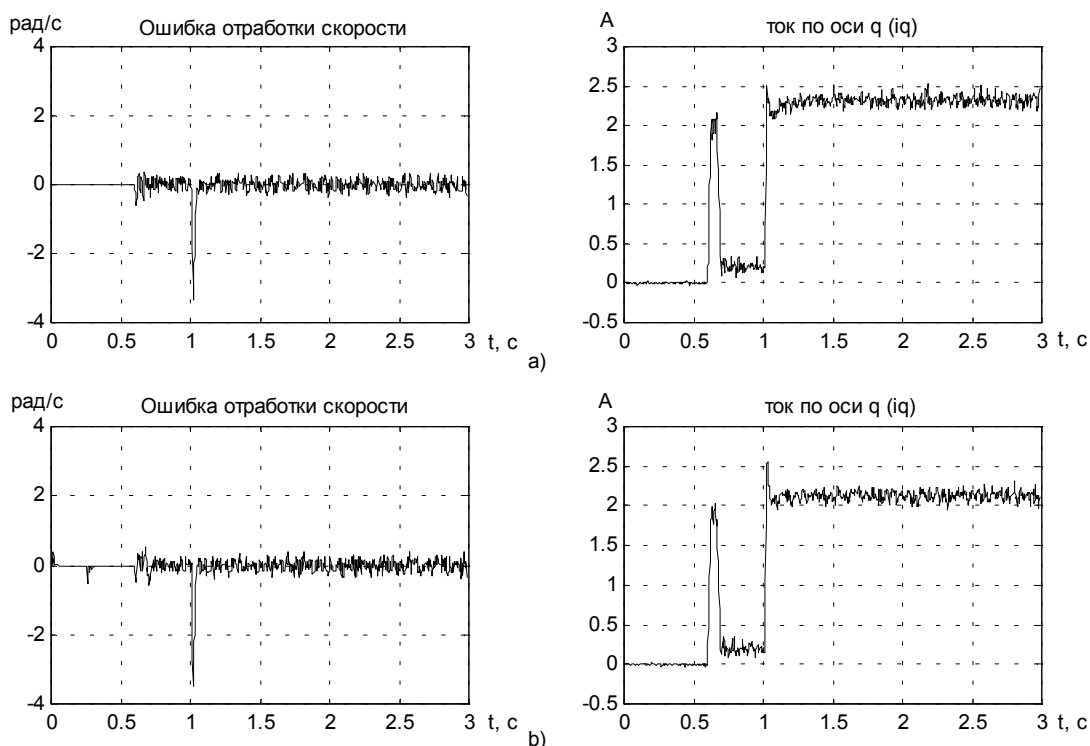 рад/с
Ошибка отработки скорости
4
2
0
-2
-4
0 0.5 1 1.5 2 2.5 3 t, с
А
ток по оси q (iq)
3
2.5
2
1.5
1
0.5
0
-0.5
0 0.5 1 1.5 2 2.5 3 t, с
a)
рад/с
Ошибка отработки скорости
4
2
0
-2
-4
0 0.5 1 1.5 2 2.5 3 t, с
А
ток по оси q (iq)
3
2.5
2
1.5
1
0.5
0
-0.5
0 0.5 1 1.5 2 2.5 3 t, с
b)